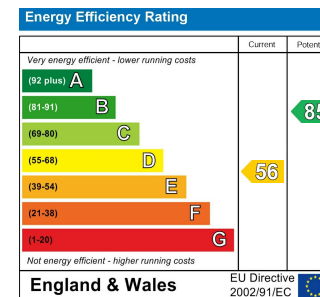 Energy Efficiency Rating
Current Potent
Very energy efficient - lower running costs
(92 plus) A
(81-91) B
85
(69-80) C
(55-68) D
56
(39-54) E
(21-38) F
(1-20) G
Not energy efficient - higher running costs
England & Wales
EU Directive
2002/91/EC